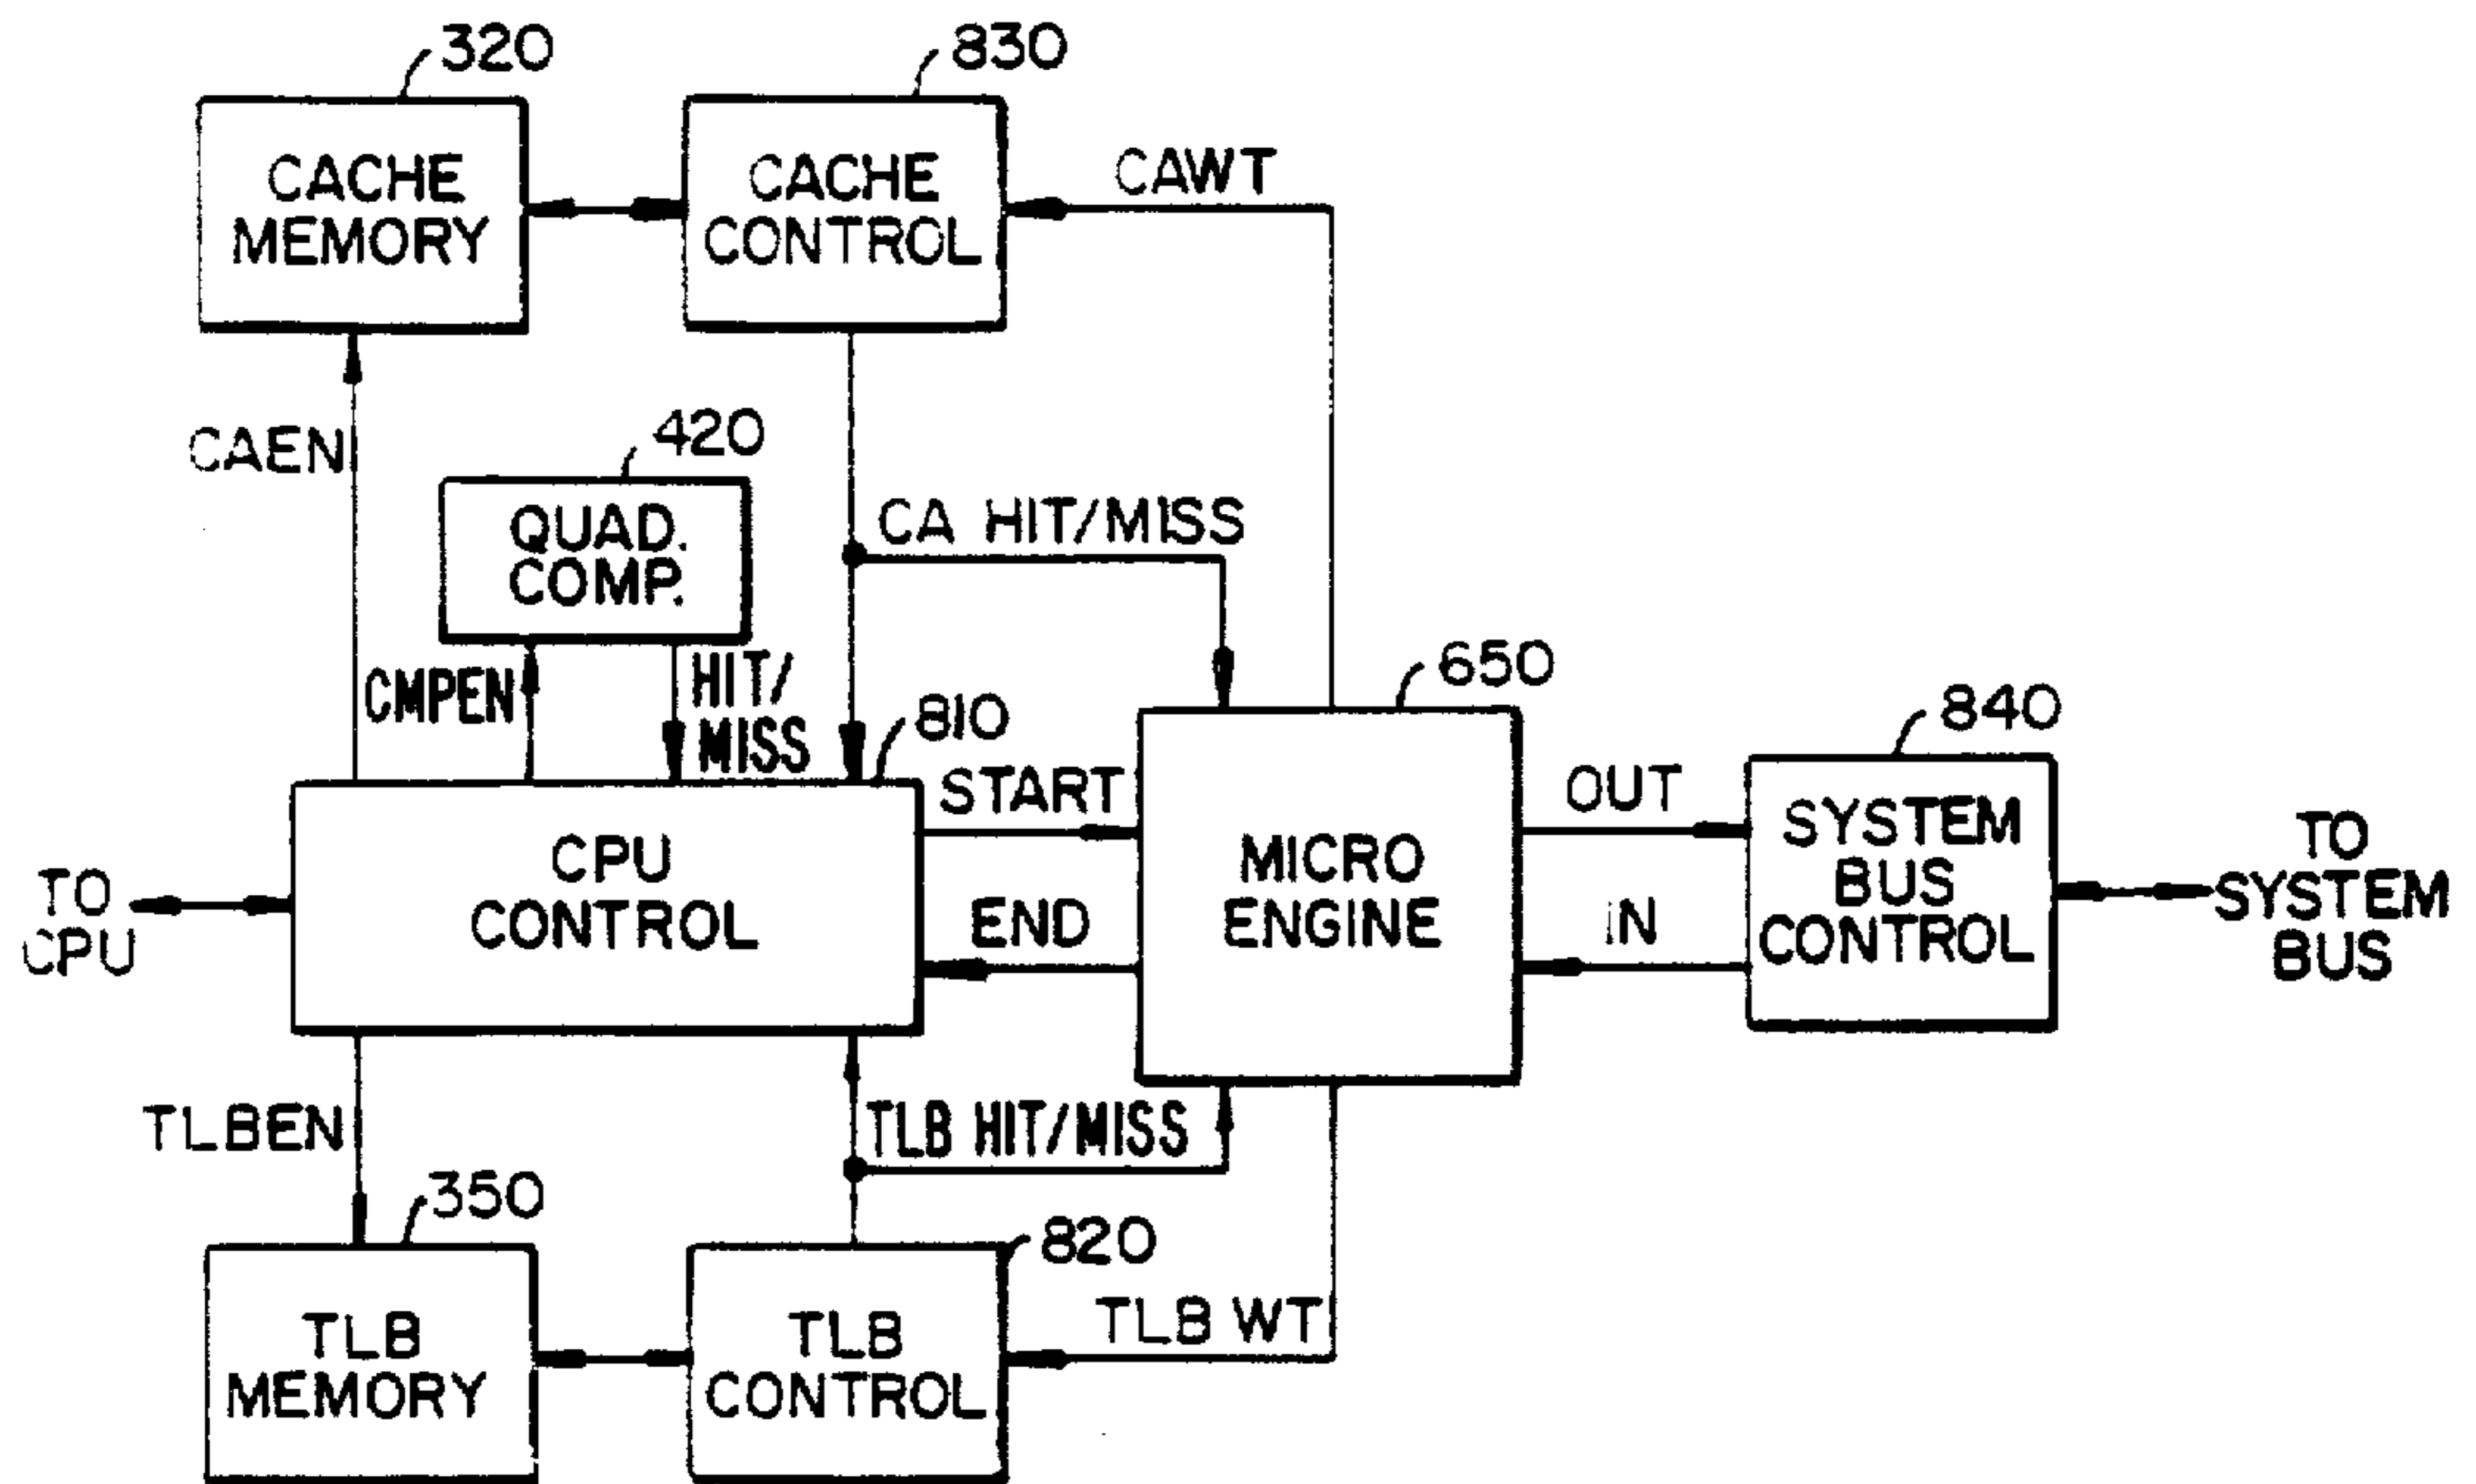 320
830
CACHE
MEMORY
CACHE
CONTROL
CAWT
CAEN
420
QUAD.
COMP.
CA HIT/MISS
CMPEN
HIT/
MISS
810
650
840
START
OUT
CPU
CONTROL
MICRO
ENGINE
SYSTEM
BUS
CONTROL
TO
CPU
TO
SYSTEM
BUS
END
IN
TLBEN
TLB HIT/MISS
350
820
TLB
MEMORY
TLB
CONTROL
TLB WT